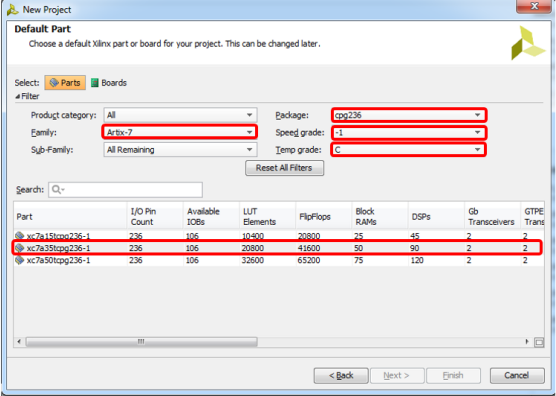 New Project
Default Part
Choose a default Xilinx part or board for your project. This can be changed later.
Select: Parts Boards
Filter
Product category: All Package: cpg236
Family: Artix-7 Speed grade: -1
Sub-Family: All Remaining Temp grade: C
Reset All Filters
Search:
Part I/O Pin Count Available IOBs LUT Elements FlipFlops Block RAMs DSPs Gb Transceivers GTPE Trans
xc7a15tcpg236-1 236 106 10400 20800 25 45 2 2
xc7a35tcpg236-1 236 106 20800 41600 50 90 2 2
xc7a50tcpg236-1 236 106 32600 65200 75 120 2 2
< Back Next > Finish Cancel